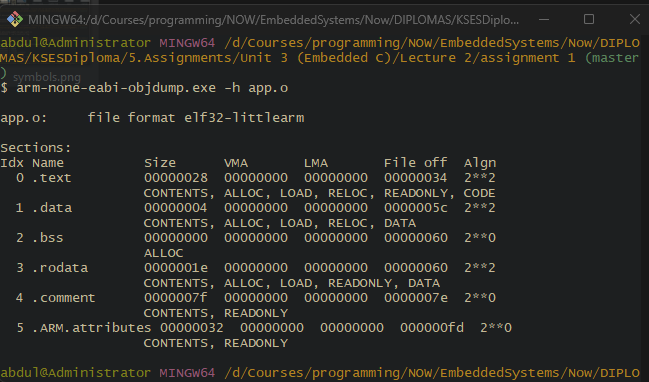 MINGW64:/d/Courses/programming/NOW/EmbeddedSystems/Now/DIPLOMAS/KSESDiplo...
abdul@Administrator MINGW64 /d/Courses/programming/NOW/EmbeddedSystems/Now/DIPLO
MAS/KSESDiploma/5.Assignments/Unit 3 (Embedded C)/Lecture 2/assignment 1 (master
)
symbols.png
$ arm-none-eabi-objdump.exe -h app.o
app.o:     file format elf32-littlearm
Sections:
Idx Name          Size      VMA       LMA       File off  Algn
  0 .text         00000028  00000000  00000000  00000034  2**2
                  CONTENTS, ALLOC, LOAD, RELOC, READONLY, CODE
  1 .data         00000004  00000000  00000000  0000005c  2**2
                  CONTENTS, ALLOC, LOAD, RELOC, DATA
  2 .bss          00000000  00000000  00000000  00000060  2**0
                  ALLOC
  3 .rodata       0000001e  00000000  00000000  00000060  2**2
                  CONTENTS, ALLOC, LOAD, READONLY, DATA
  4 .comment      0000007f  00000000  00000000  0000007e  2**0
                  CONTENTS, READONLY
  5 .ARM.attributes 00000032  00000000  00000000  000000fd  2**0
                  CONTENTS, READONLY
abdul@Administrator MINGW64 /d/Courses/programming/NOW/EmbeddedSystems/Now/DIPLO